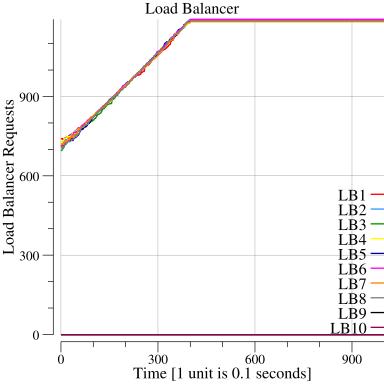 Load Balancer
Load Balancer Requests
900
600
300
0
LB1
LB2
LB3
LB4
LB5
LB6
LB7
LB8
LB9
LB10
0 300 600 900
Time [1 unit is 0.1 seconds]